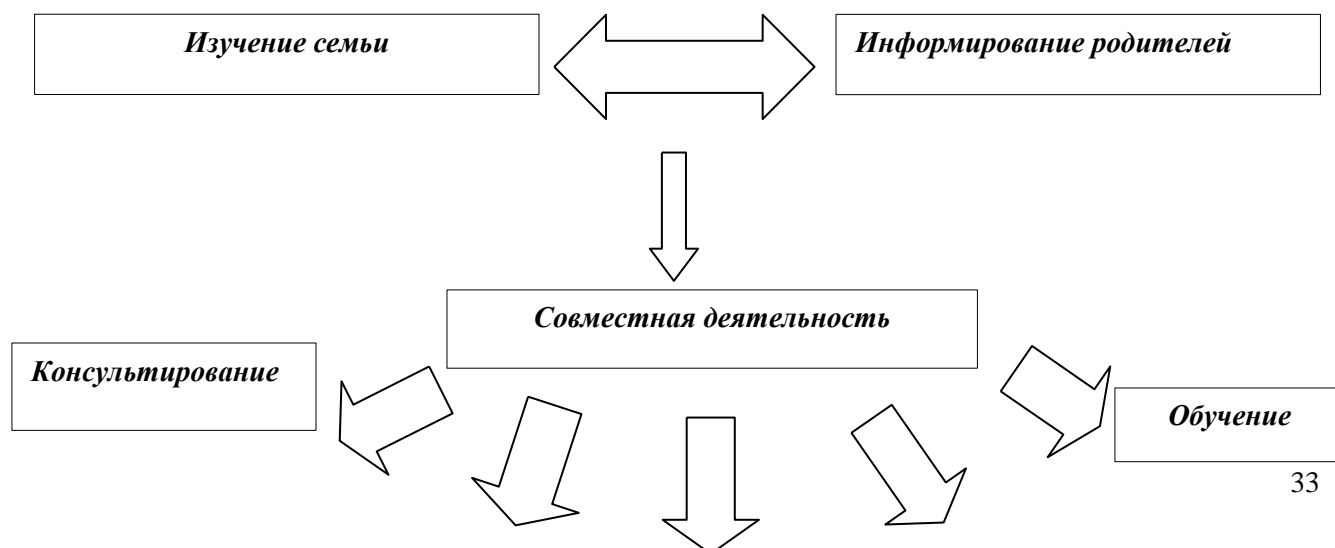 Изучение семьи
Информирование родителей
Совместная деятельность
Консультирование
Обучение
33